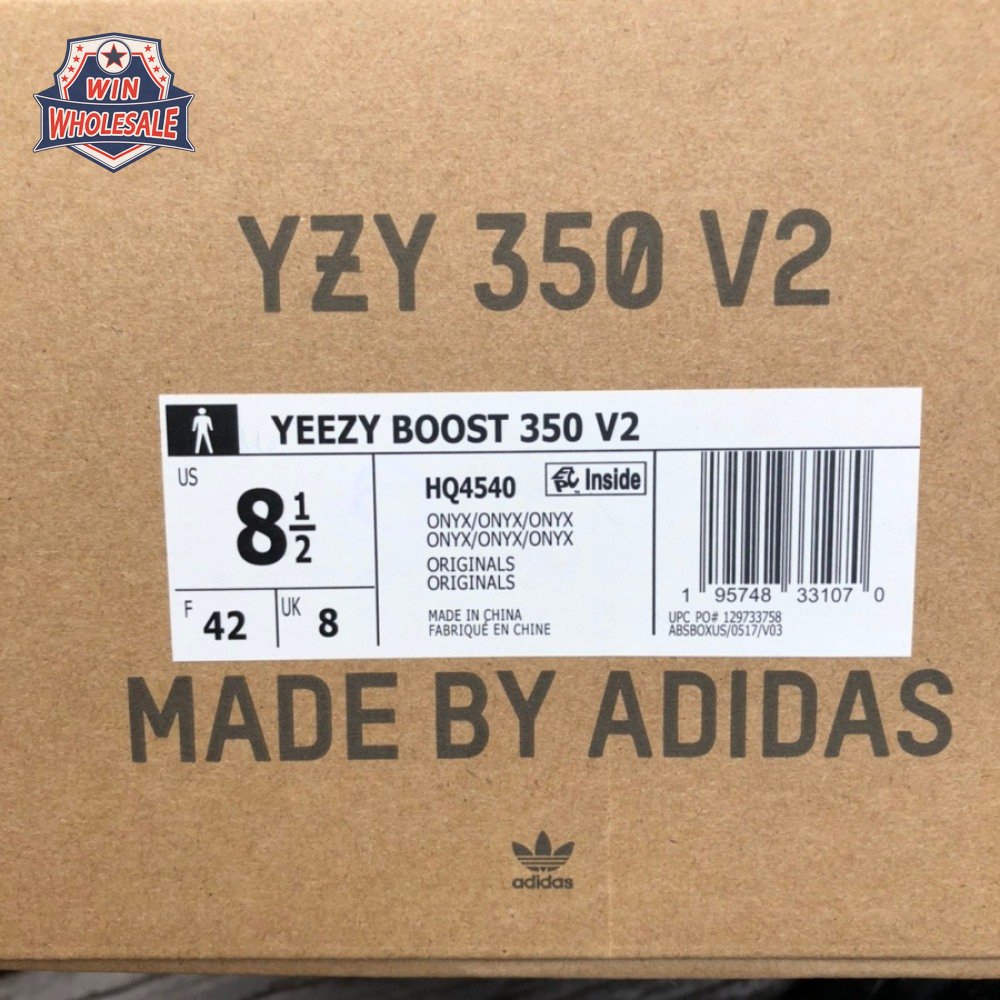 WIN
WHOLESALE
YZY 350 V2
YEEZY BOOST 350 V2
US
8 1/2
F
42
UK
8
HQ4540
EPC™ Inside
ONYX/ONYX/ONYX
ONYX/ONYX/ONYX
ORIGINALS
ORIGINALS
MADE IN CHINA
FABRIQUÉ EN CHINE
1 95748 33107 0
UPC PO# 129733758
ABSBOXUS/0517/V03
MADE BY ADIDAS
adidas